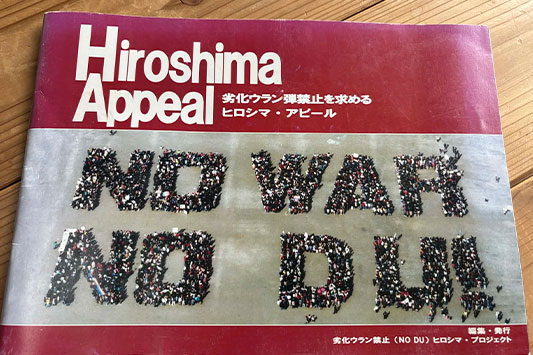 Hiroshima
Appeal
劣化ウラン弾禁止を求める
ヒロシマ・アピール
NO WAR
NO DU!!
編集・発行
劣化ウラン禁止（NO DU）ヒロシマ・プロジェクト